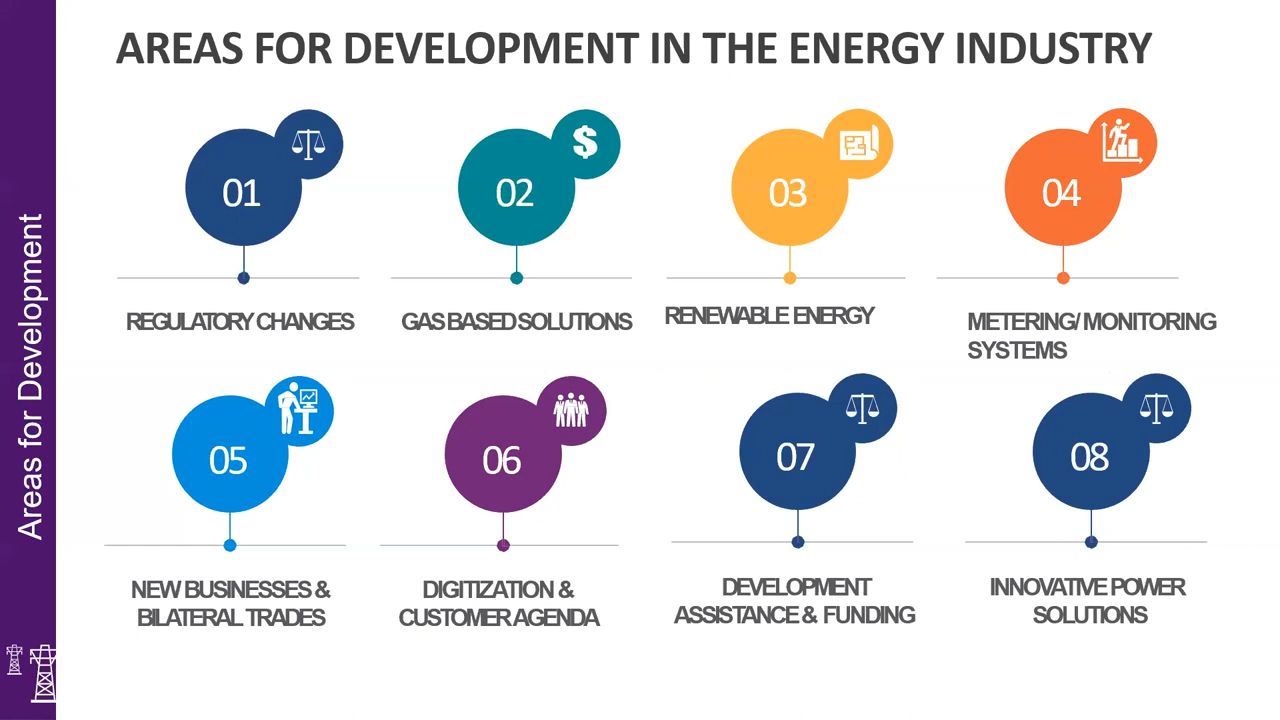 AREAS FOR DEVELOPMENT IN THE ENERGY INDUSTRY
Areas for Development
01
02
$
03
04
REGULATORY CHANGES
GAS BASED SOLUTIONS
RENEWABLE ENERGY
METERING/ MONITORING
SYSTEMS
05
06
07
08
NEW BUSINESSES &
BILATERAL TRADES
DIGITIZATION &
CUSTOMER AGENDA
DEVELOPMENT
ASSISTANCE & FUNDING
INNOVATIVE POWER
SOLUTIONS